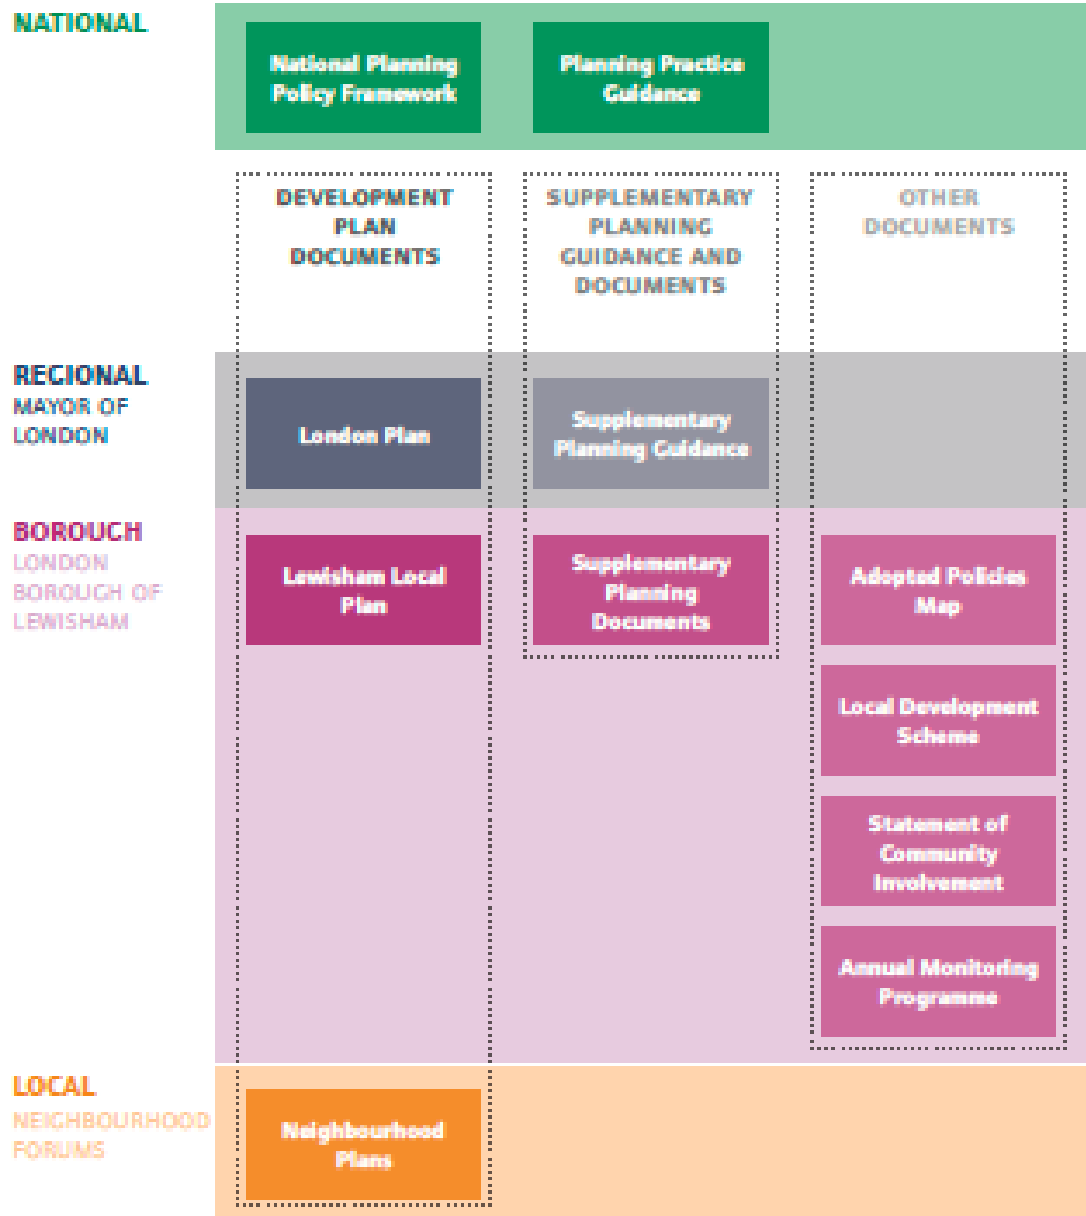 NATIONAL
National Planning
Policy Framework
Planning Practice
Guidance
DEVELOPMENT
PLAN
DOCUMENTS
SUPPLEMENTARY
PLANNING
GUIDANCE AND
DOCUMENTS
OTHER
DOCUMENTS
REGIONAL
MAYOR OF
LONDON
London Plan
Supplementary
Planning Guidance
BOROUGH
LONDON
BOROUGH OF
LEWISHAM
Lewisham Local
Plan
Supplementary
Planning
Documents
Adopted Policies
Map
Local Development
Scheme
Statement of
Community
Involvement
Annual Monitoring
Programme
LOCAL
NEIGHBOURHOOD
FORUMS
Neighbourhood
Plans